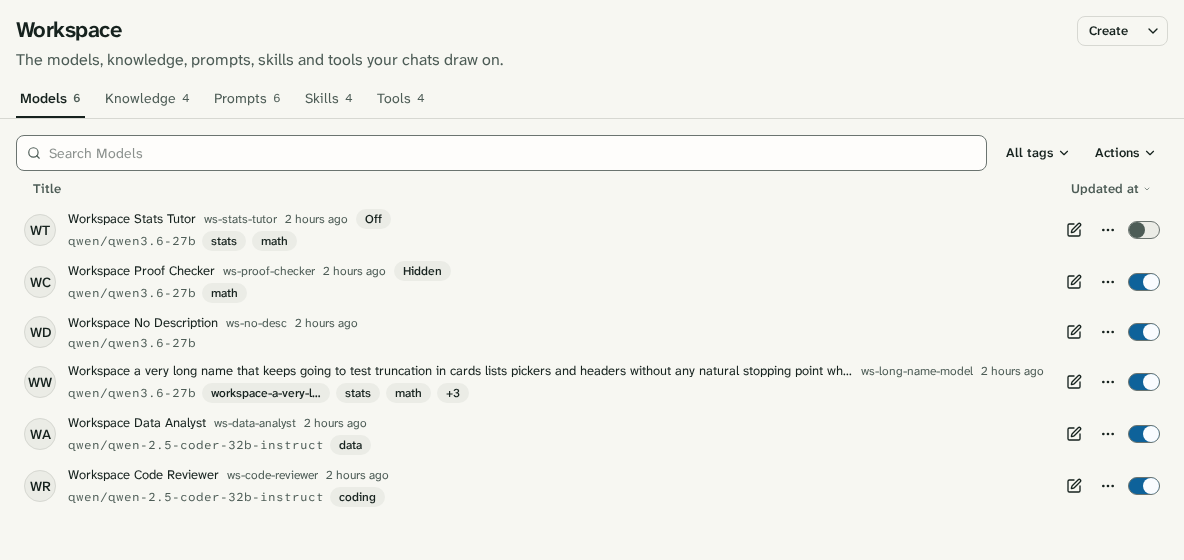 Workspace
Create
The models, knowledge, prompts, skills and tools your chats draw on.
Models 6 Knowledge 4 Prompts 6 Skills 4 Tools 4
Search Models All tags Actions
Title Updated at
WT Workspace Stats Tutor ws-stats-tutor 2 hours ago Off
qwen/qwen3.6-27b stats math
WC Workspace Proof Checker ws-proof-checker 2 hours ago Hidden
qwen/qwen3.6-27b math
WD Workspace No Description ws-no-desc 2 hours ago
qwen/qwen3.6-27b
WW Workspace a very long name that keeps going to test truncation in cards lists pickers and headers without any natural stopping point wh... ws-long-name-model 2 hours ago
qwen/qwen3.6-27b workspace-a-very-l... stats math +3
WA Workspace Data Analyst ws-data-analyst 2 hours ago
qwen/qwen-2.5-coder-32b-instruct data
WR Workspace Code Reviewer ws-code-reviewer 2 hours ago
qwen/qwen-2.5-coder-32b-instruct coding